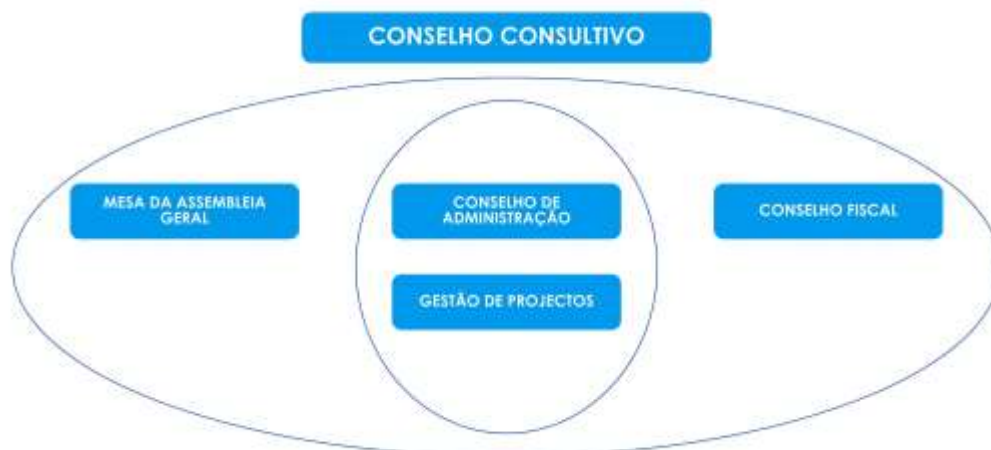 CONSELHO CONSULTIVO
MESA DA ASSEMBLEIA
GERAL
CONSELHO DE
ADMINISTRAÇÃO
CONSELHO FISCAL
GESTÃO DE PROJECTOS